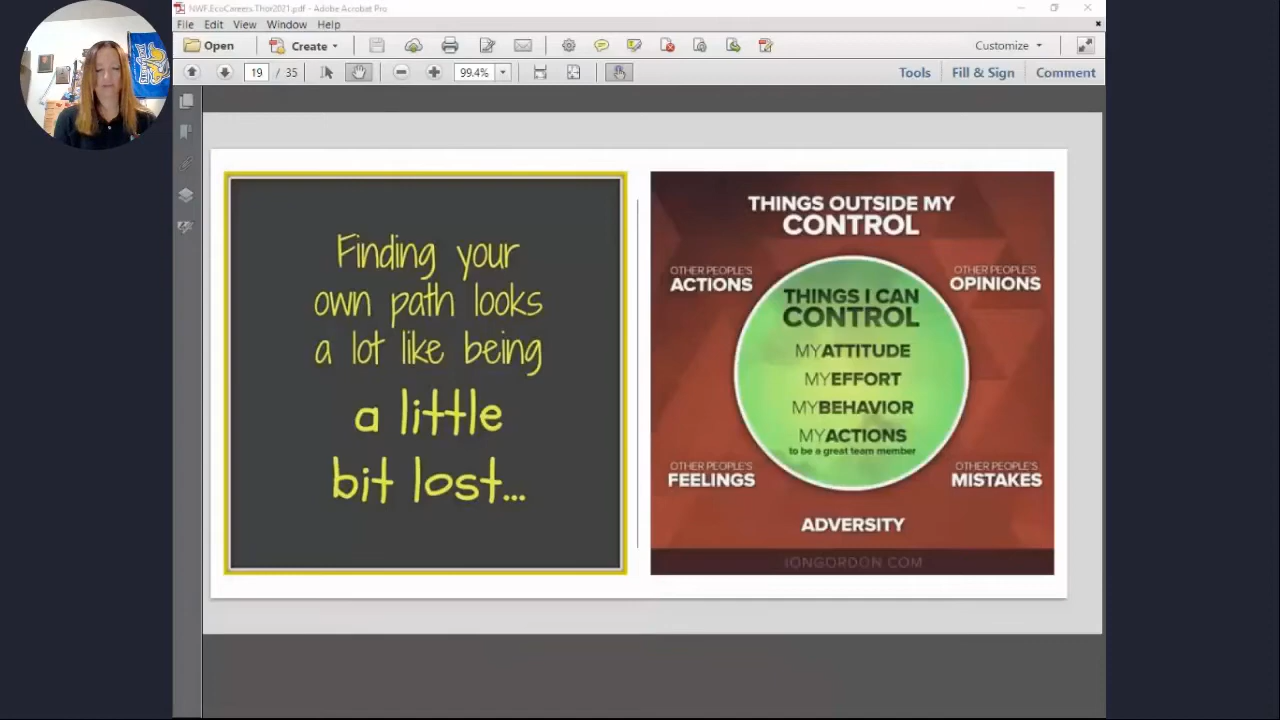 NWF.EcoCareers.Thor2021.pdf - Adobe Acrobat Pro
File Edit View Window Help
Open Create Customize
19 / 35 99.4% Tools Fill & Sign Comment
Finding your
own path looks
a lot like being
a little
bit lost...
THINGS OUTSIDE MY
CONTROL
OTHER PEOPLE'S
ACTIONS
OTHER PEOPLE'S
OPINIONS
THINGS I CAN
CONTROL
MY ATTITUDE
MY EFFORT
MY BEHAVIOR
MY ACTIONS
to be a great team member
OTHER PEOPLE'S
FEELINGS
OTHER PEOPLE'S
MISTAKES
ADVERSITY
JONGORDON.COM